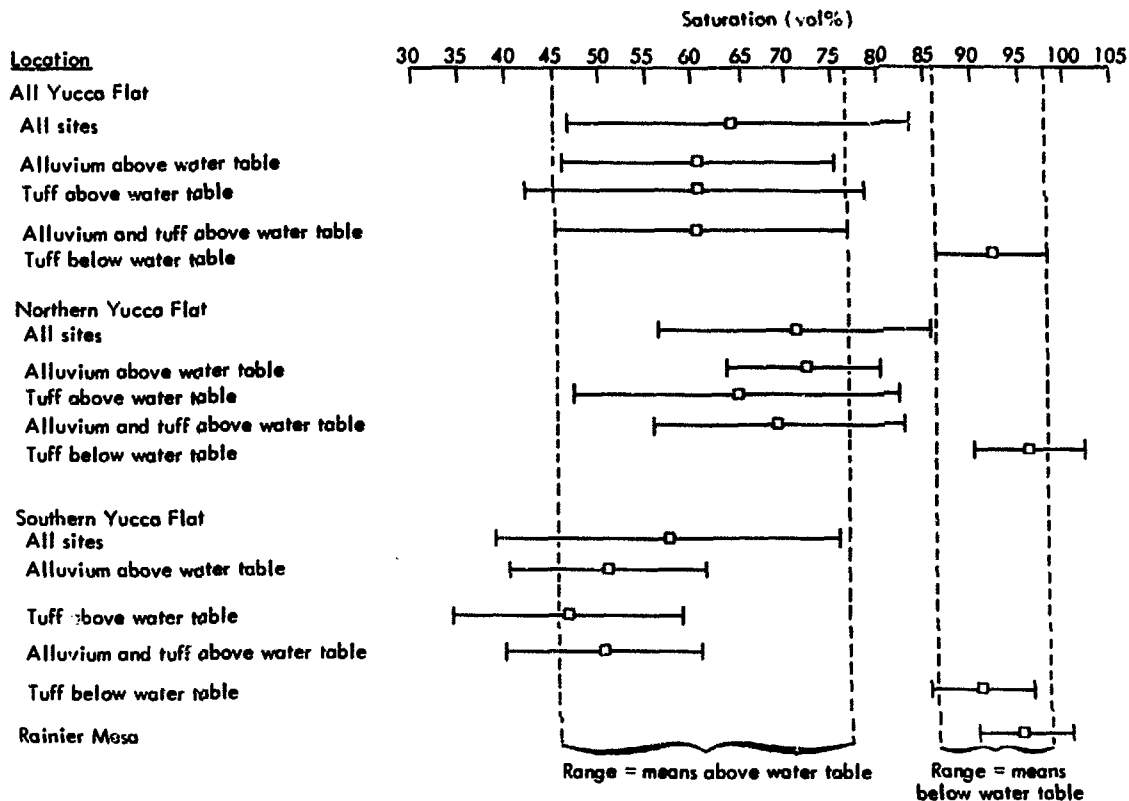 Saturation (vol%)
Location
30 35 40 45 50 55 60 65 70 75 80 85 90 95 100 105
All Yucca Flat
All sites
Alluvium above water table
Tuff above water table
Alluvium and tuff above water table
Tuff below water table
Northern Yucca Flat
All sites
Alluvium above water table
Tuff above water table
Alluvium and tuff above water table
Tuff below water table
Southern Yucca Flat
All sites
Alluvium above water table
Tuff above water table
Alluvium and tuff above water table
Tuff below water table
Rainier Mesa
Range = means above water table
Range = means
below water table